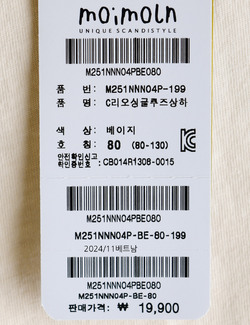 moimoln
UNIQUE SCANDISTYLE
M251NNN04PBE080
품 번: M251NNN04P-199
품 명: C리오싱글루즈상하
색 상: 베이지
호 칭: 80 (80-130)
안전확인신고
확인증번호 : CB014R1308-0015
M251NNN04PBE080
M251NNN04P-BE-80-199
2024/11베트남
M251NNN04PBE080
M251NNN04P-BE-80
판매가격: ₩ 19,900